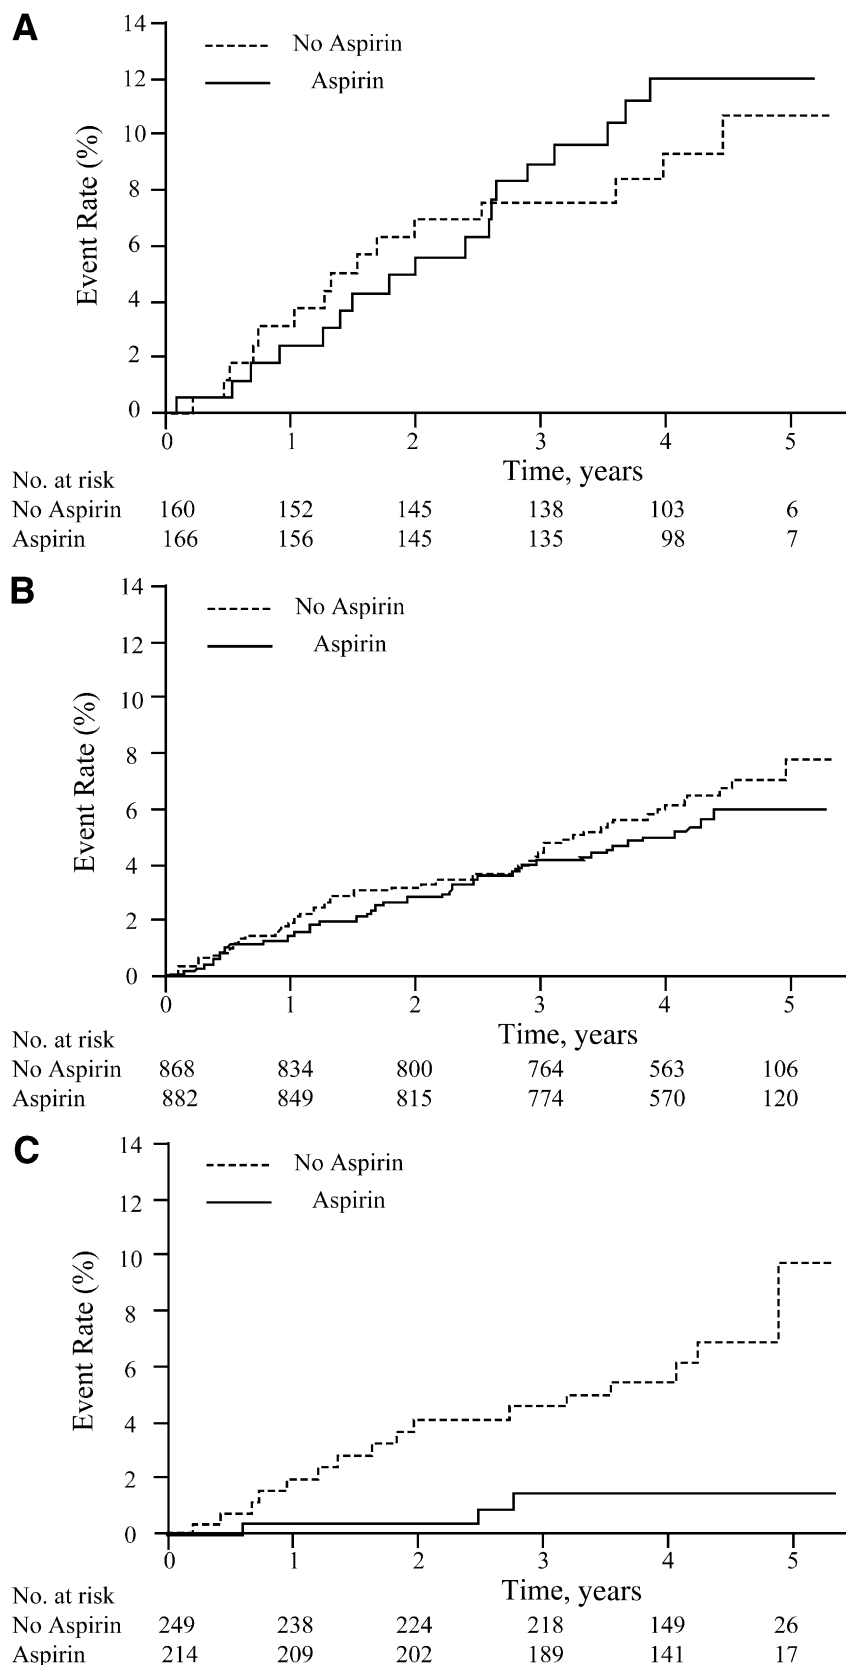 A
14
No Aspirin
12
Aspirin
10
8
6
4
2
0
Event Rate (%)
0 1 2 3 4 5
Time, years
No. at risk
No Aspirin 160 152 145 138 103 6
Aspirin 166 156 145 135 98 7
B
14
No Aspirin
12
Aspirin
10
8
6
4
2
0
Event Rate (%)
0 1 2 3 4 5
Time, years
No. at risk
No Aspirin 868 834 800 764 563 106
Aspirin 882 849 815 774 570 120
C
14
No Aspirin
12
Aspirin
10
8
6
4
2
0
Event Rate (%)
0 1 2 3 4 5
Time, years
No. at risk
No Aspirin 249 238 224 218 149 26
Aspirin 214 209 202 189 141 17